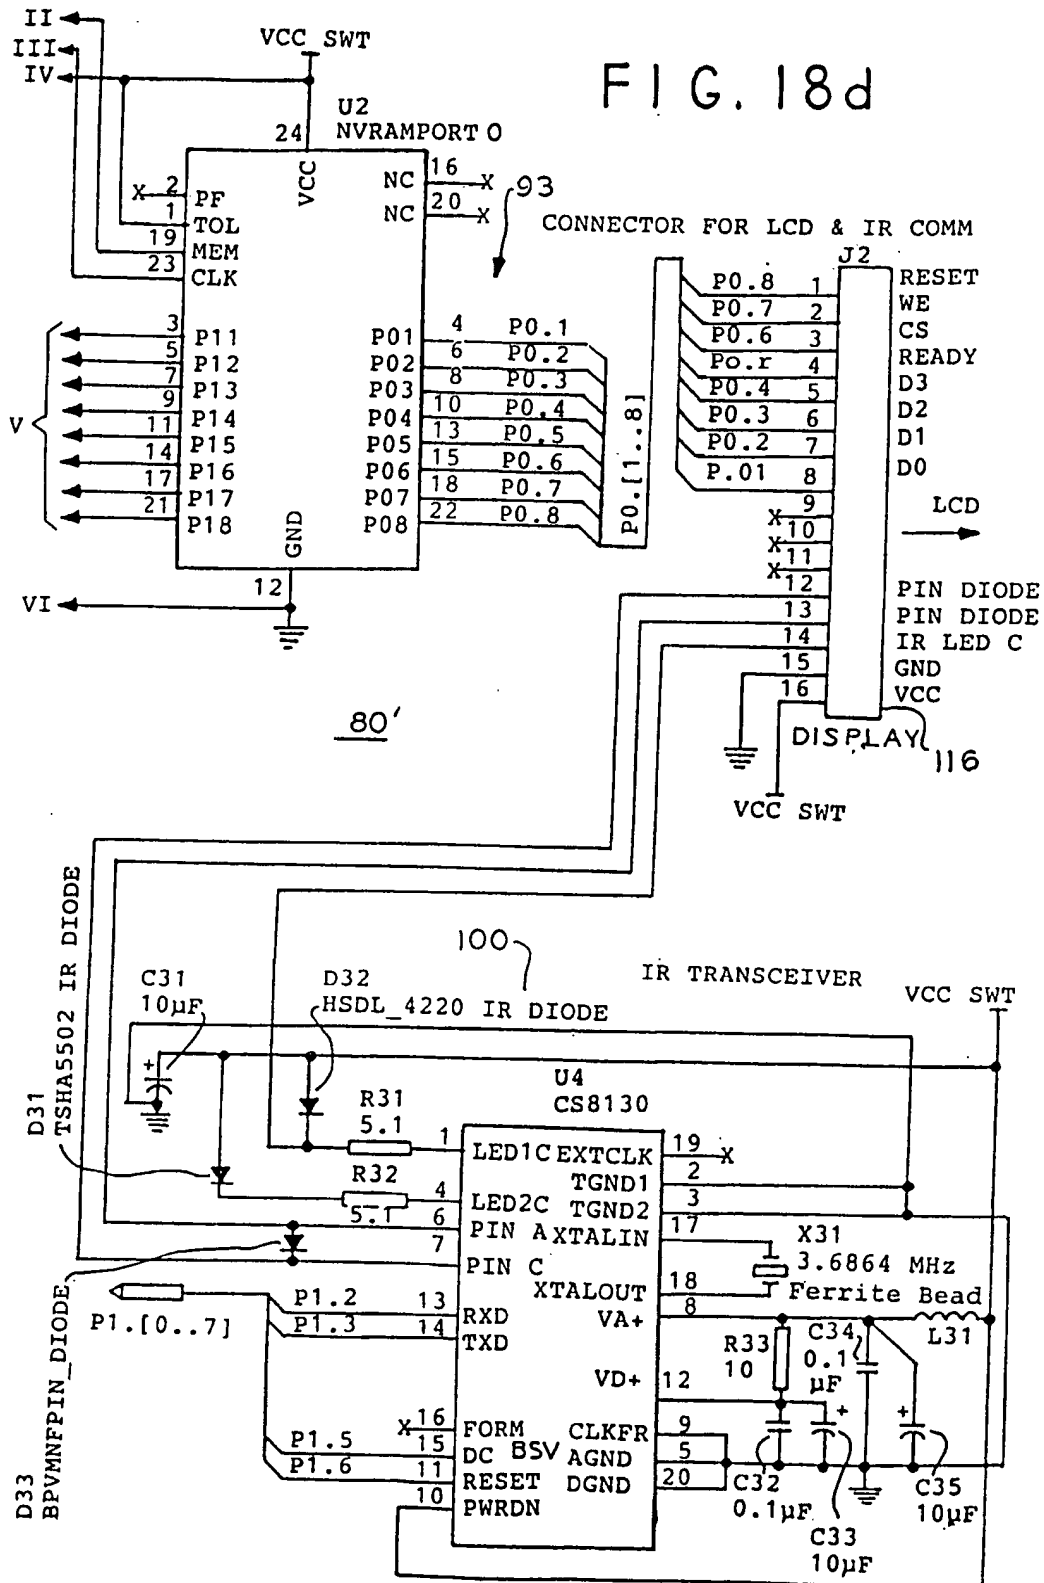 II
III
IV
VCC SWT
FIG. 18d
U2
NVRAMPORT 0
24
VCC
2 PF
1 TOL
19 MEM
23 CLK
NC 16 X
NC 20 X
X
93
CONNECTOR FOR LCD & IR COMM
J2
V
3 P11
5 P12
7 P13
9 P14
11 P15
14 P16
17 P17
21 P18
P01 4 P0.1
P02 6 P0.2
P03 8 P0.3
P04 10 P0.4
P05 13 P0.5
P06 15 P0.6
P07 18 P0.7
P08 22 P0.8
GND
12
VI
P0.[1..8]
P0.8 1 RESET
P0.7 2 WE
P0.6 3 CS
Po.r 4 READY
P0.4 5 D3
P0.3 6 D2
P0.2 7 D1
P.01 8 D0
X 9
X 10
X 11
LCD
12 PIN DIODE
13 PIN DIODE
14 IR LED C
15 GND
16 VCC
DISPLAY
116
VCC SWT
80'
100
IR TRANSCEIVER
VCC SWT
D31
TSHA5502 IR DIODE
C31
10µF
+
D32
HSDL_4220 IR DIODE
U4
CS8130
R31
5.1
R32
5.1
1 LED1C
4 LED2C
6 PIN A
7 PIN C
P1.[0..7]
P1.2 13 RXD
P1.3 14 TXD
X 16 FORM
P1.5 15 DC
P1.6 11 RESET
10 PWRDN
BSV
EXTCLK 19 X
TGND1 2
TGND2 3
XTALIN 17
XTALOUT 18
VA+ 8
VD+ 12
CLKFR 9
AGND 5
DGND 20
X31
3.6864 MHz
Ferrite Bead
L31
R33
10
C34
0.1
µF
+
+
C32
0.1µF
C33
10µF
C35
10µF
D33
BPVMNFPIN_DIODE